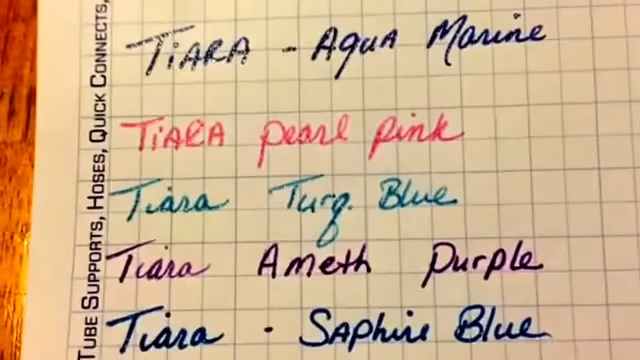 TIARA - AQUA Marine
TIARA pearl pink
Tiara Turq. Blue
Tiara Ameth Purple
Tiara - SAphire Blue
TUBE SUPPORTS, HOSES, QUICK CONNECTS,